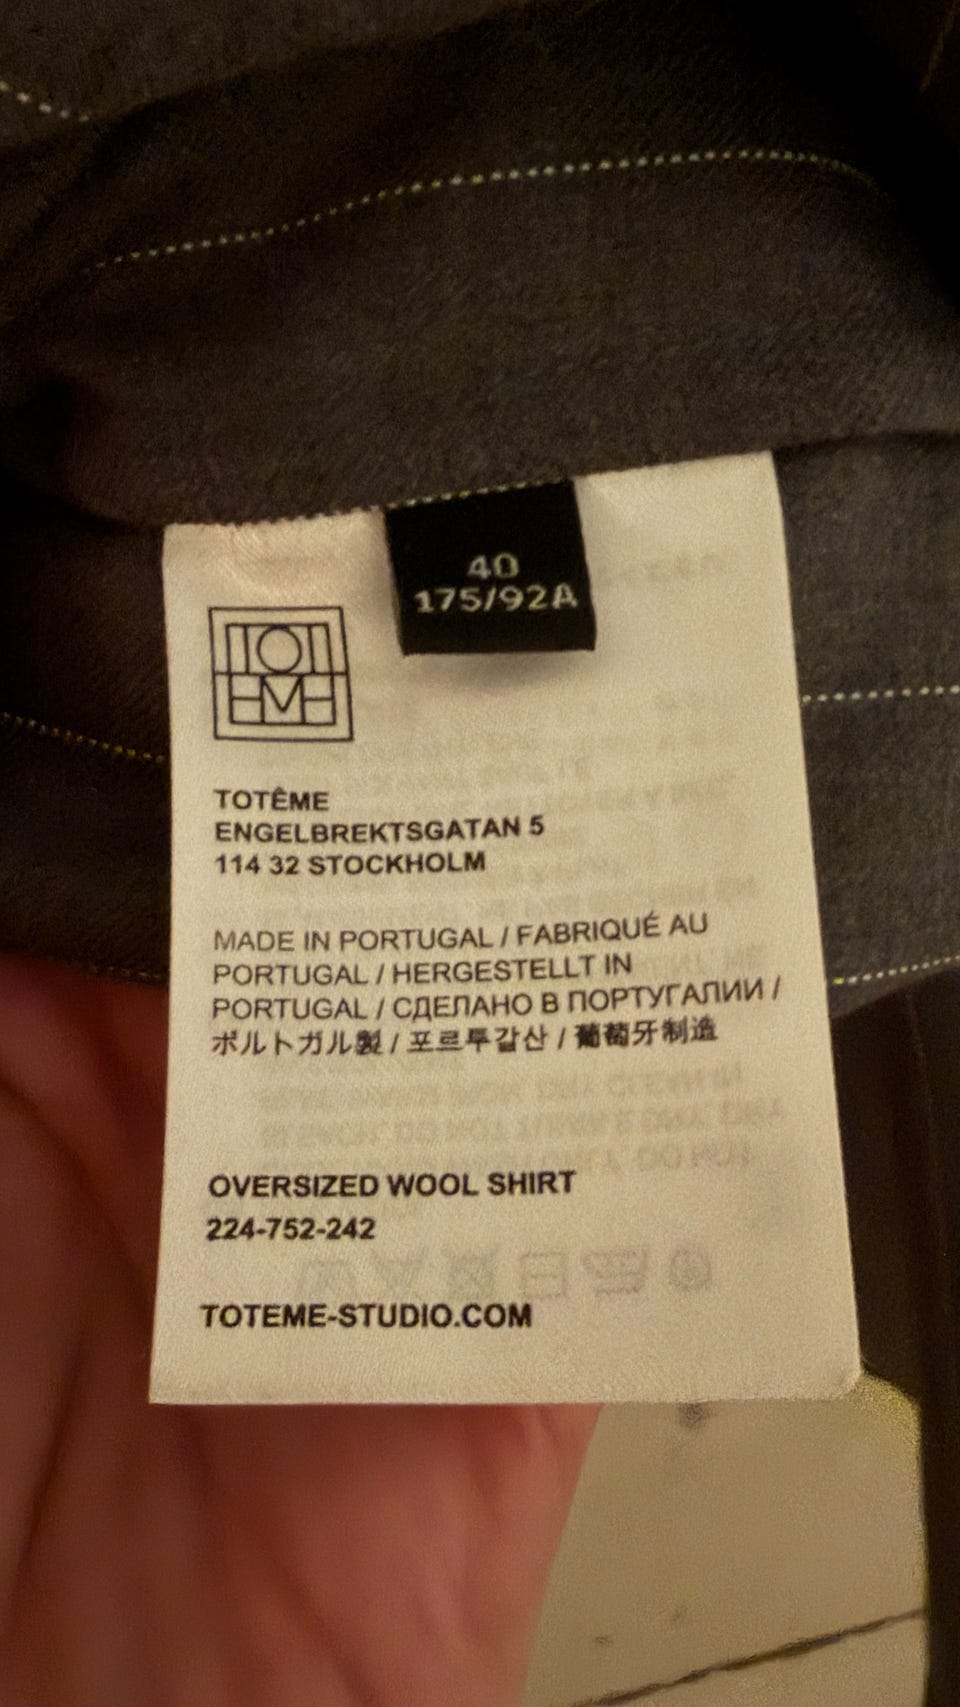 40
175/92A
TOTÊME
TOTÊME
ENGELBREKTSGATAN 5
114 32 STOCKHOLM
MADE IN PORTUGAL / FABRIQUÉ AU
PORTUGAL / HERGESTELLT IN
PORTUGAL / СДЕЛАНО В ПОРТУГАЛИИ /
ポルトガル製 / 포르투갈산 / 葡萄牙制造
OVERSIZED WOOL SHIRT
224-752-242
TOTEME-STUDIO.COM